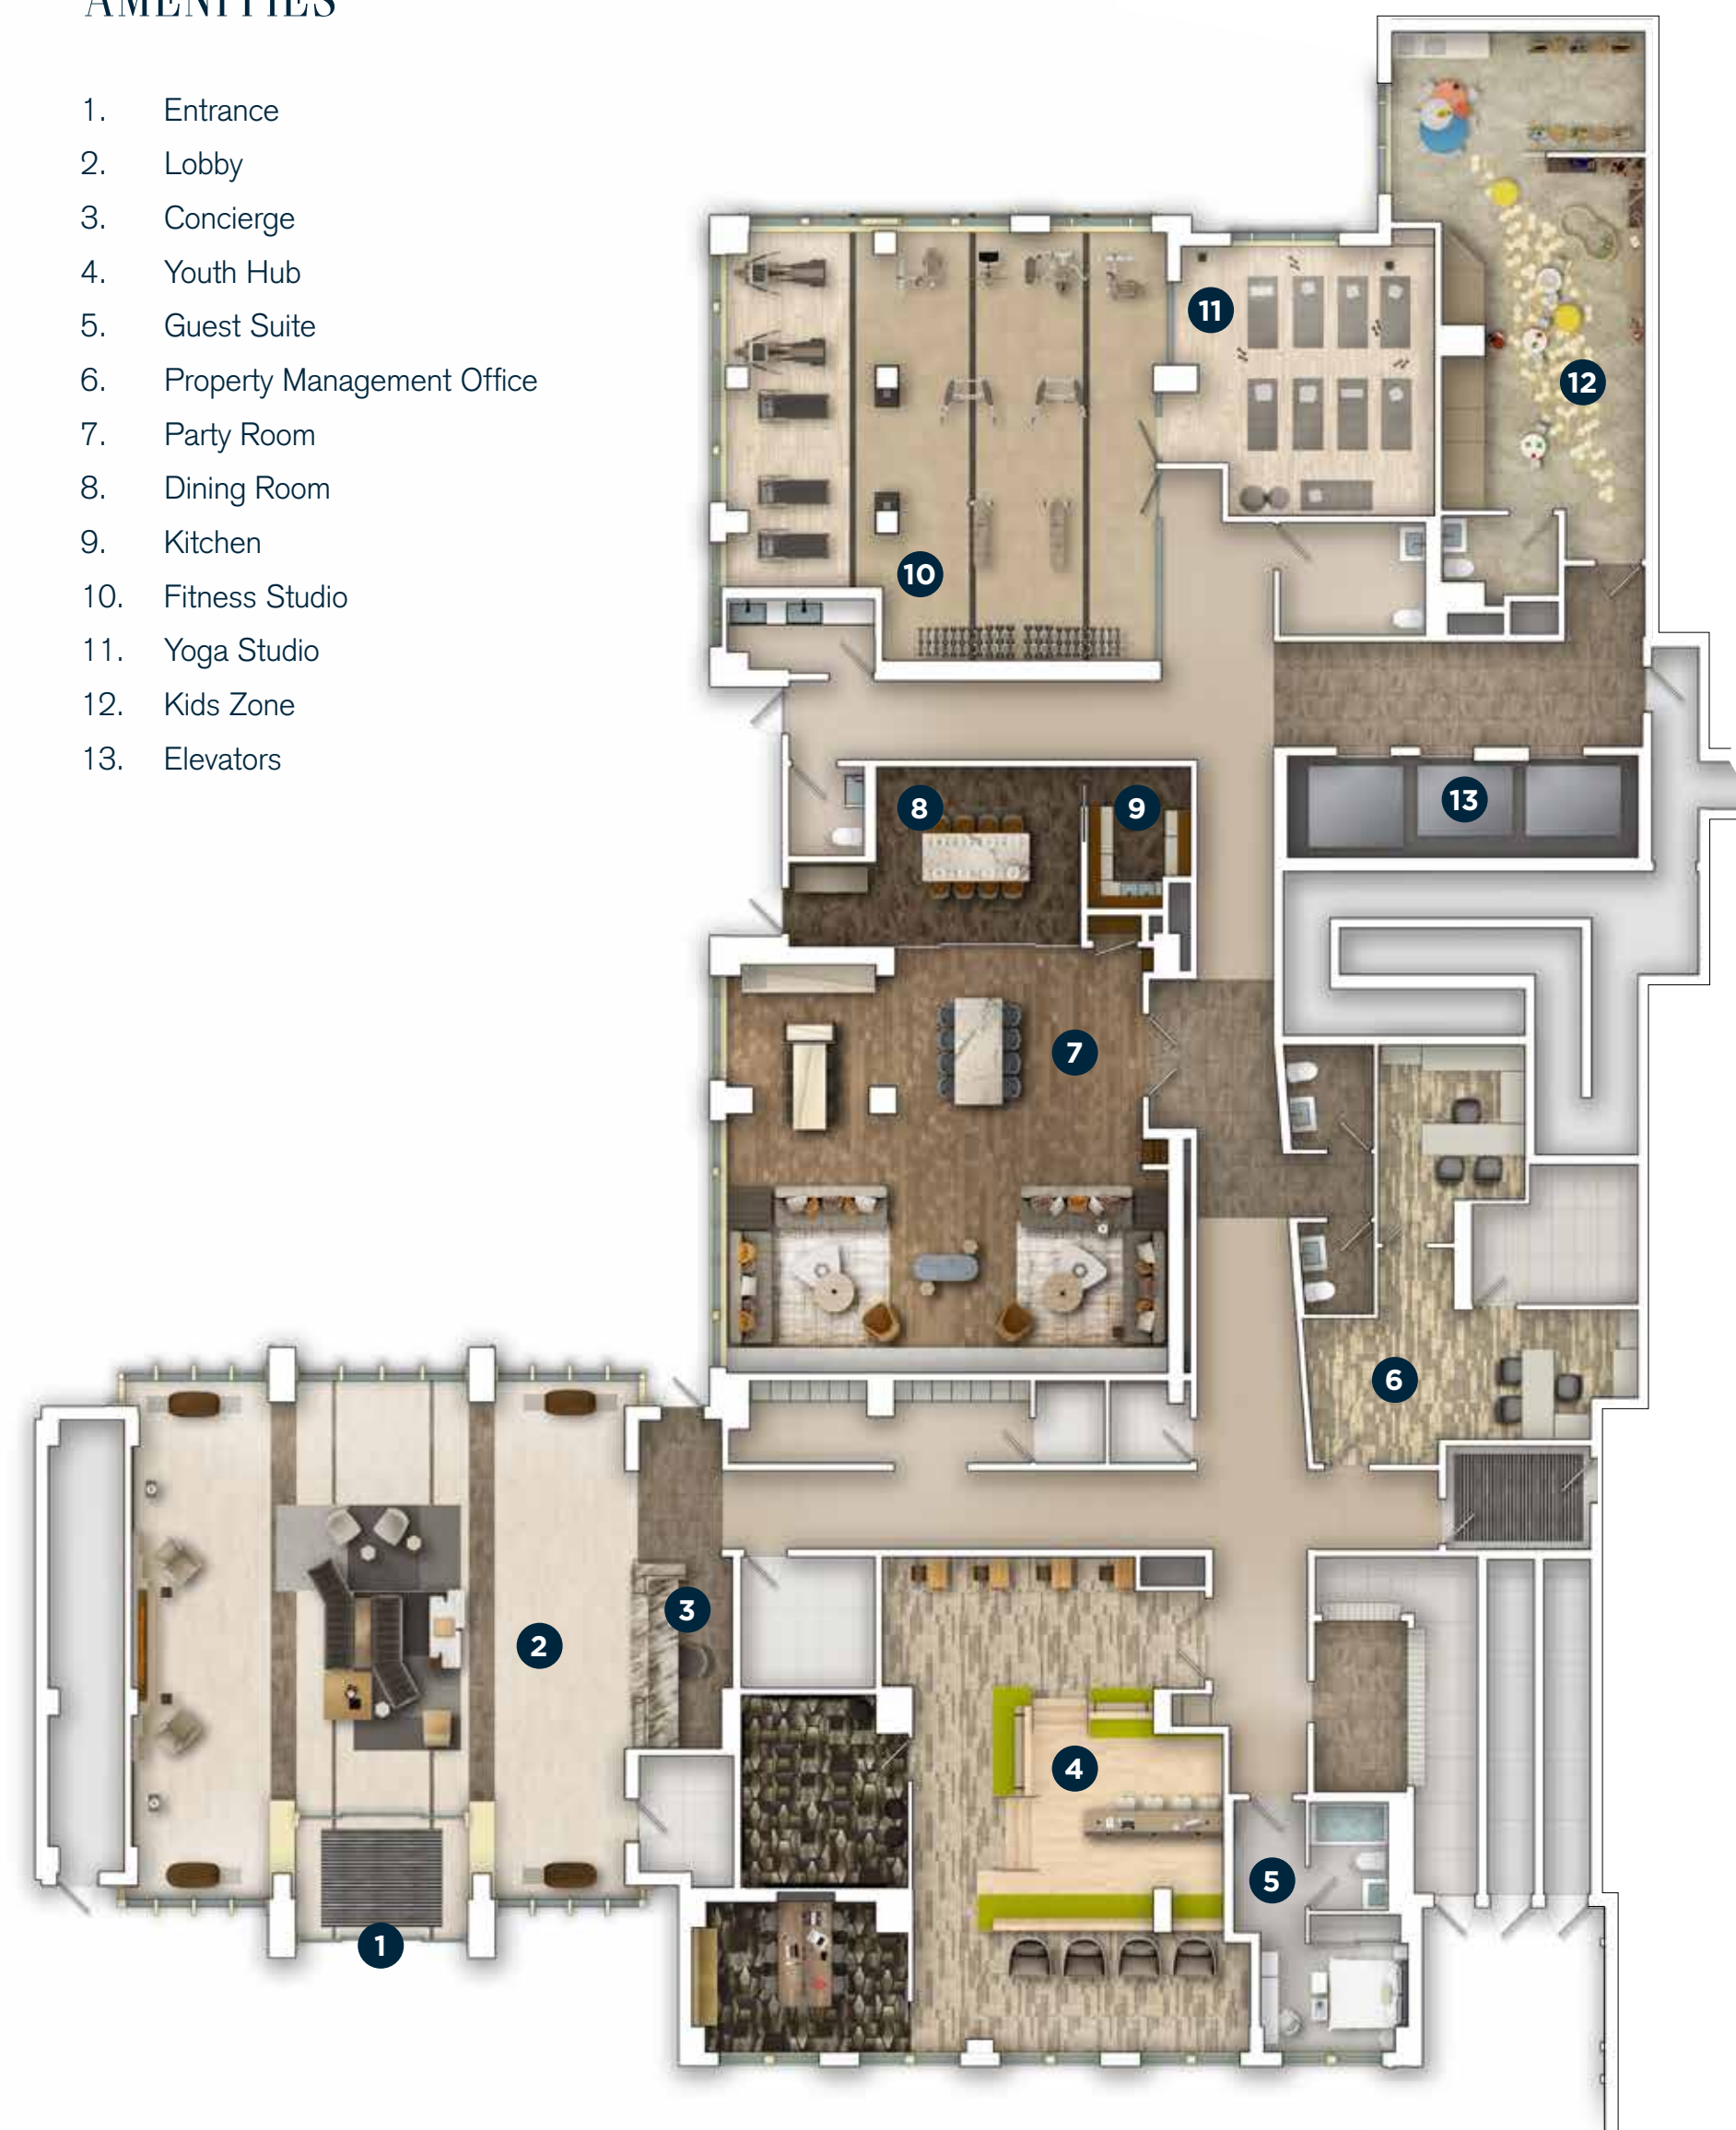 AMENITIES
1. Entrance
2. Lobby
3. Concierge
4. Youth Hub
5. Guest Suite
6. Property Management Office
7. Party Room
8. Dining Room
9. Kitchen
10. Fitness Studio
11. Yoga Studio
12. Kids Zone
13. Elevators
11
12
10
8
9
13
7
6
3
2
4
5
1